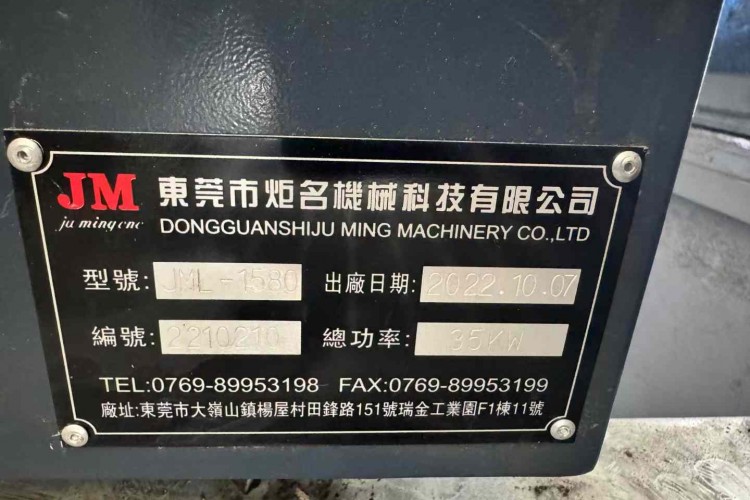 JM 東莞市炬名機械科技有限公司
ju ming cnc DONGGUANSHIJU MING MACHINERY CO.,LTD
型號: JML-1580 出廠日期: 2022.10.07
編號: 2210210 總功率: 35KW
TEL:0769-89953198 FAX:0769-89953199
廠址:東莞市大嶺山鎮楊屋村田鋒路151號瑞金工業園F1棟11號